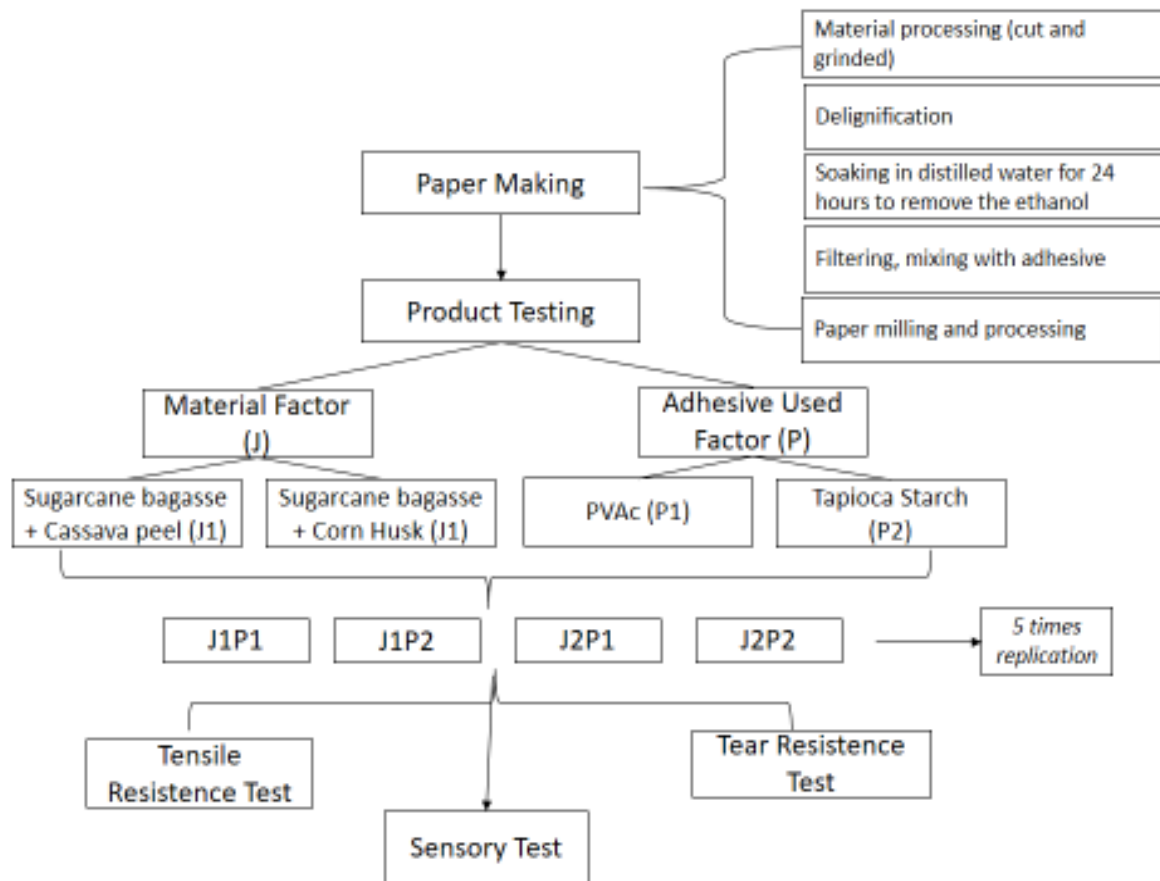 Material processing (cut and
grinded)
Delignification
Soaking in distilled water for 24
hours to remove the ethanol
Filtering, mixing with adhesive
Paper milling and processing
Paper Making
Product Testing
Material Factor
(J)
Adhesive Used
Factor (P)
Sugarcane bagasse
+ Cassava peel (J1)
Sugarcane bagasse
+ Corn Husk (J1)
PVAc (P1)
Tapioca Starch
(P2)
J1P1
J1P2
J2P1
J2P2
5 times
replication
Tensile
Resistence Test
Tear Resistence
Test
Sensory Test